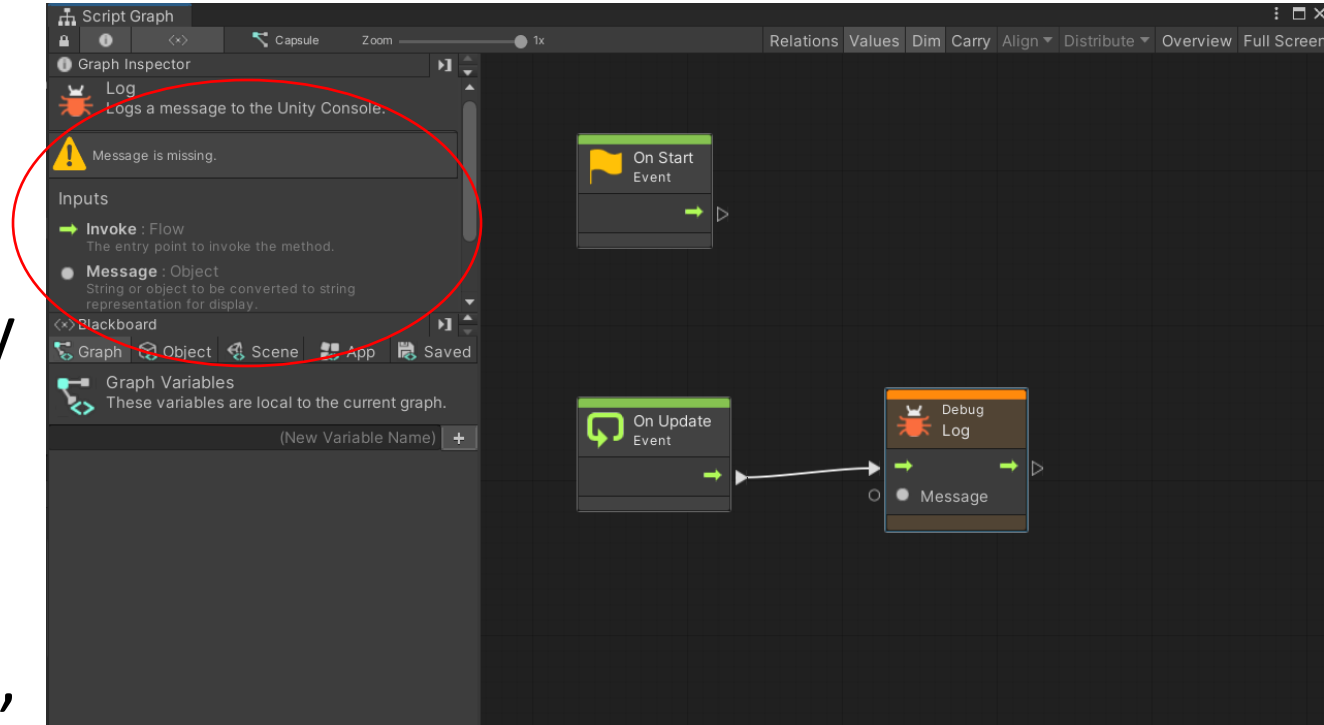 Script Graph
Capsule Zoom 1x Relations Values Dim Carry Align Distribute Overview Full Screen
Graph Inspector
Log
Logs a message to the Unity Console.
Message is missing.
Inputs
Invoke : Flow
The entry point to invoke the method.
Message : Object
String or object to be converted to string
representation for display.
Blackboard
Graph Object Scene App Saved
Graph Variables
These variables are local to the current graph.
(New Variable Name) +
On Start
Event
On Update
Event
Debug
Log
Message
y
,